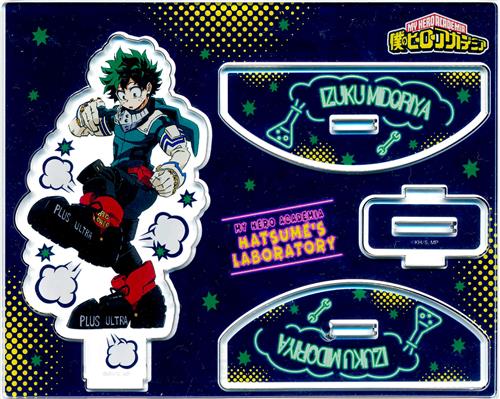 MY HERO ACADEMIA
僕のヒーローアカデミア
IZUKU MIDORIYA
MY HERO ACADEMIA
HATSUME'S
LABORATORY
©K/S, MP
PLUS ULTRA
PLUS ULTRA
IZUKU MIDORIYA